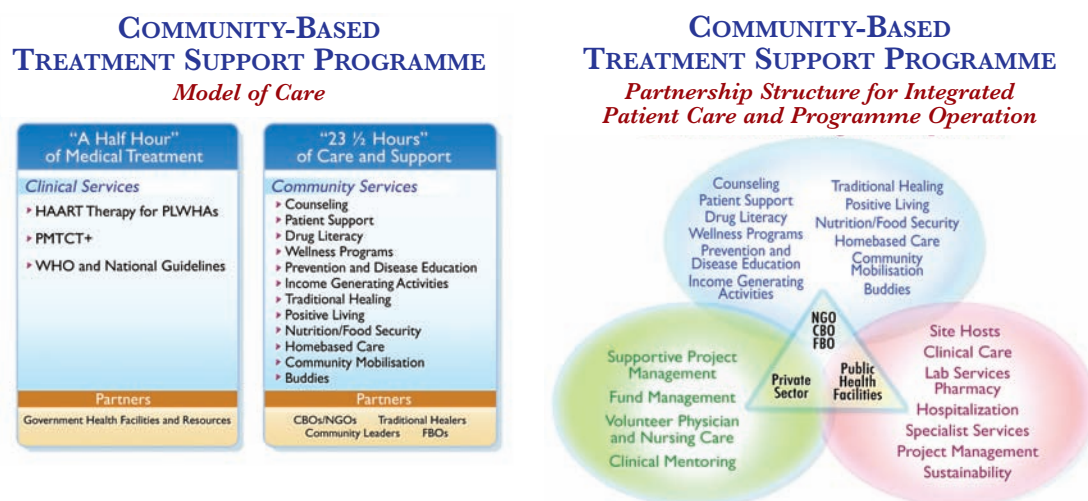 COMMUNITY-BASED
TREATMENT SUPPORT PROGRAMME
Model of Care
"A Half Hour"
of Medical Treatment
Clinical Services
HAART Therapy for PLWHAs
PMTCT+
WHO and National Guidelines
Partners
Government Health Facilities and Resources
"23 ½ Hours"
of Care and Support
Community Services
Counseling
Patient Support
Drug Literacy
Wellness Programs
Prevention and Disease Education
Income Generating Activities
Traditional Healing
Positive Living
Nutrition/Food Security
Homebased Care
Community Mobilisation
Buddies
Partners
CBOs/NGOs Traditional Healers
Community Leaders FBOs
COMMUNITY-BASED
TREATMENT SUPPORT PROGRAMME
Partnership Structure for Integrated
Patient Care and Programme Operation
Counseling
Patient Support
Drug Literacy
Wellness Programs
Prevention and
Disease Education
Income Generating
Activities
Traditional Healing
Positive Living
Nutrition/Food Security
Homebased Care
Community
Mobilisation
Buddies
NGO
CBO
FBO
Private
Sector
Public
Health
Facilities
Supportive Project
Management
Fund Management
Volunteer Physician
and Nursing Care
Clinical Mentoring
Site Hosts
Clinical Care
Lab Services
Pharmacy
Hospitalization
Specialist Services
Project Management
Sustainability